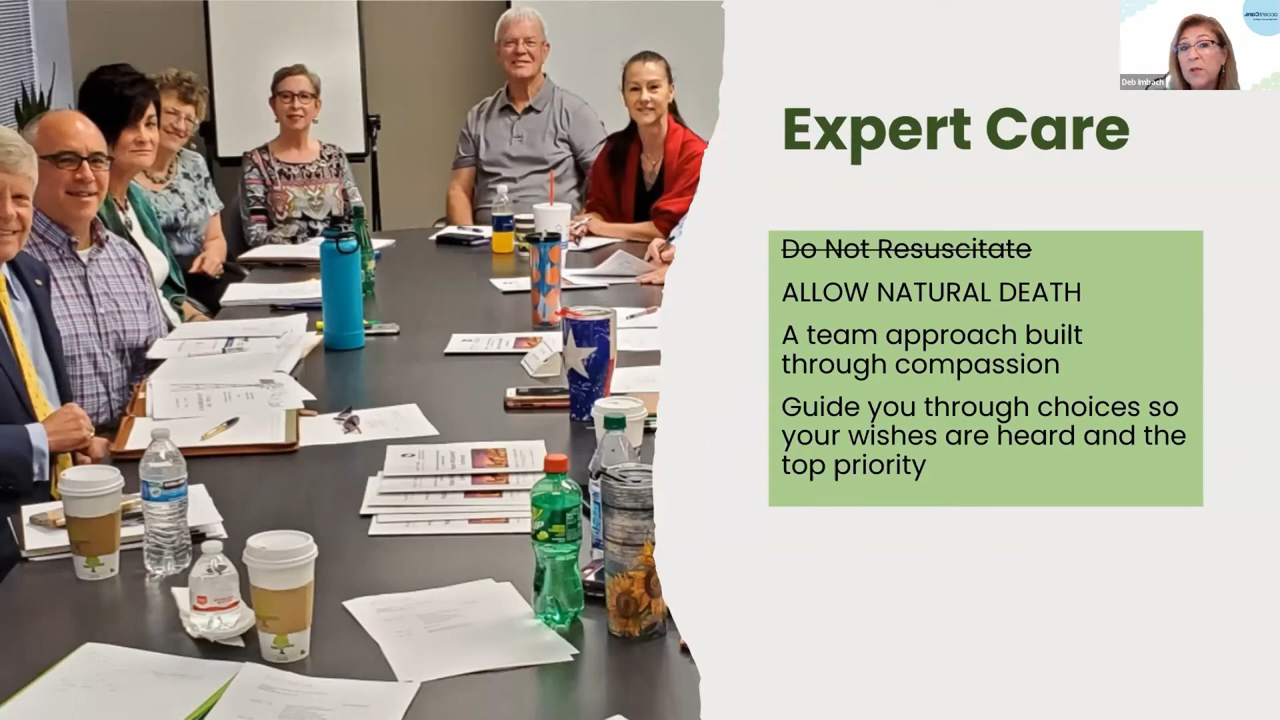 Deb Imbach
Expert Care
Do Not Resuscitate
ALLOW NATURAL DEATH
A team approach built
through compassion
Guide you through choices so
your wishes are heard and the
top priority